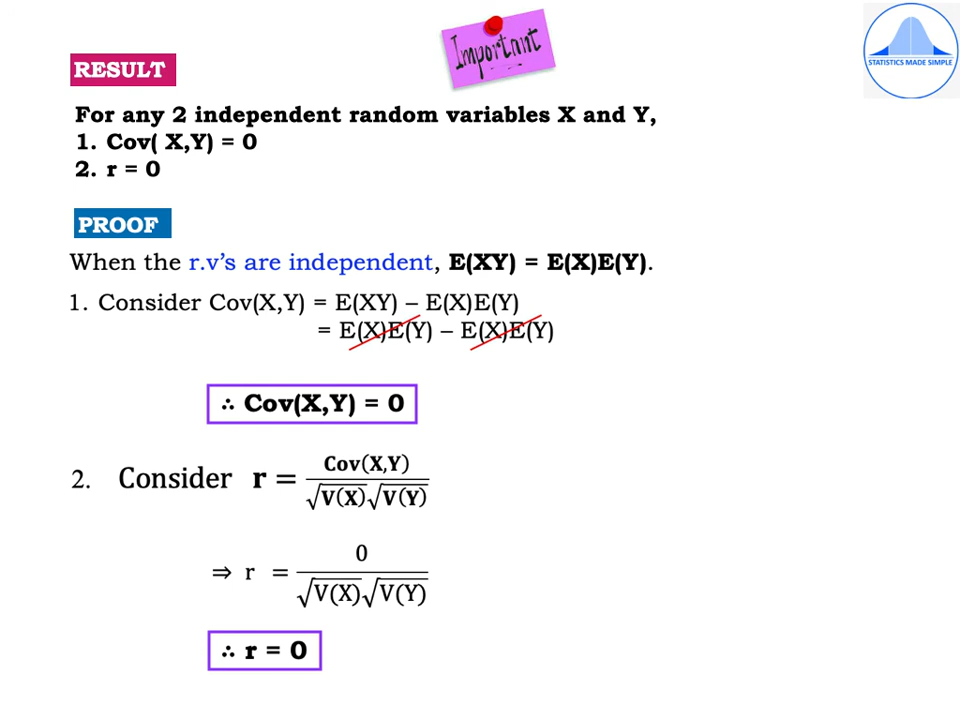 Important
STATISTICS MADE SIMPLE
RESULT
For any 2 independent random variables X and Y,
1. Cov( X,Y) = 0
2. r = 0
PROOF
When the r.v's are independent, E(XY) = E(X)E(Y).
1. Consider Cov(X,Y) = E(XY) – E(X)E(Y)
= E(X)E(Y) – E(X)E(Y)
∴ Cov(X,Y) = 0
2. Consider r = Cov(X,Y) / √V(X)√V(Y)
⇒ r = 0 / √V(X)√V(Y)
∴ r = 0